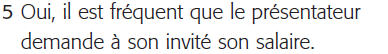 5 Oui, il est fréquent que le présentateur
demande à son invité son salaire.